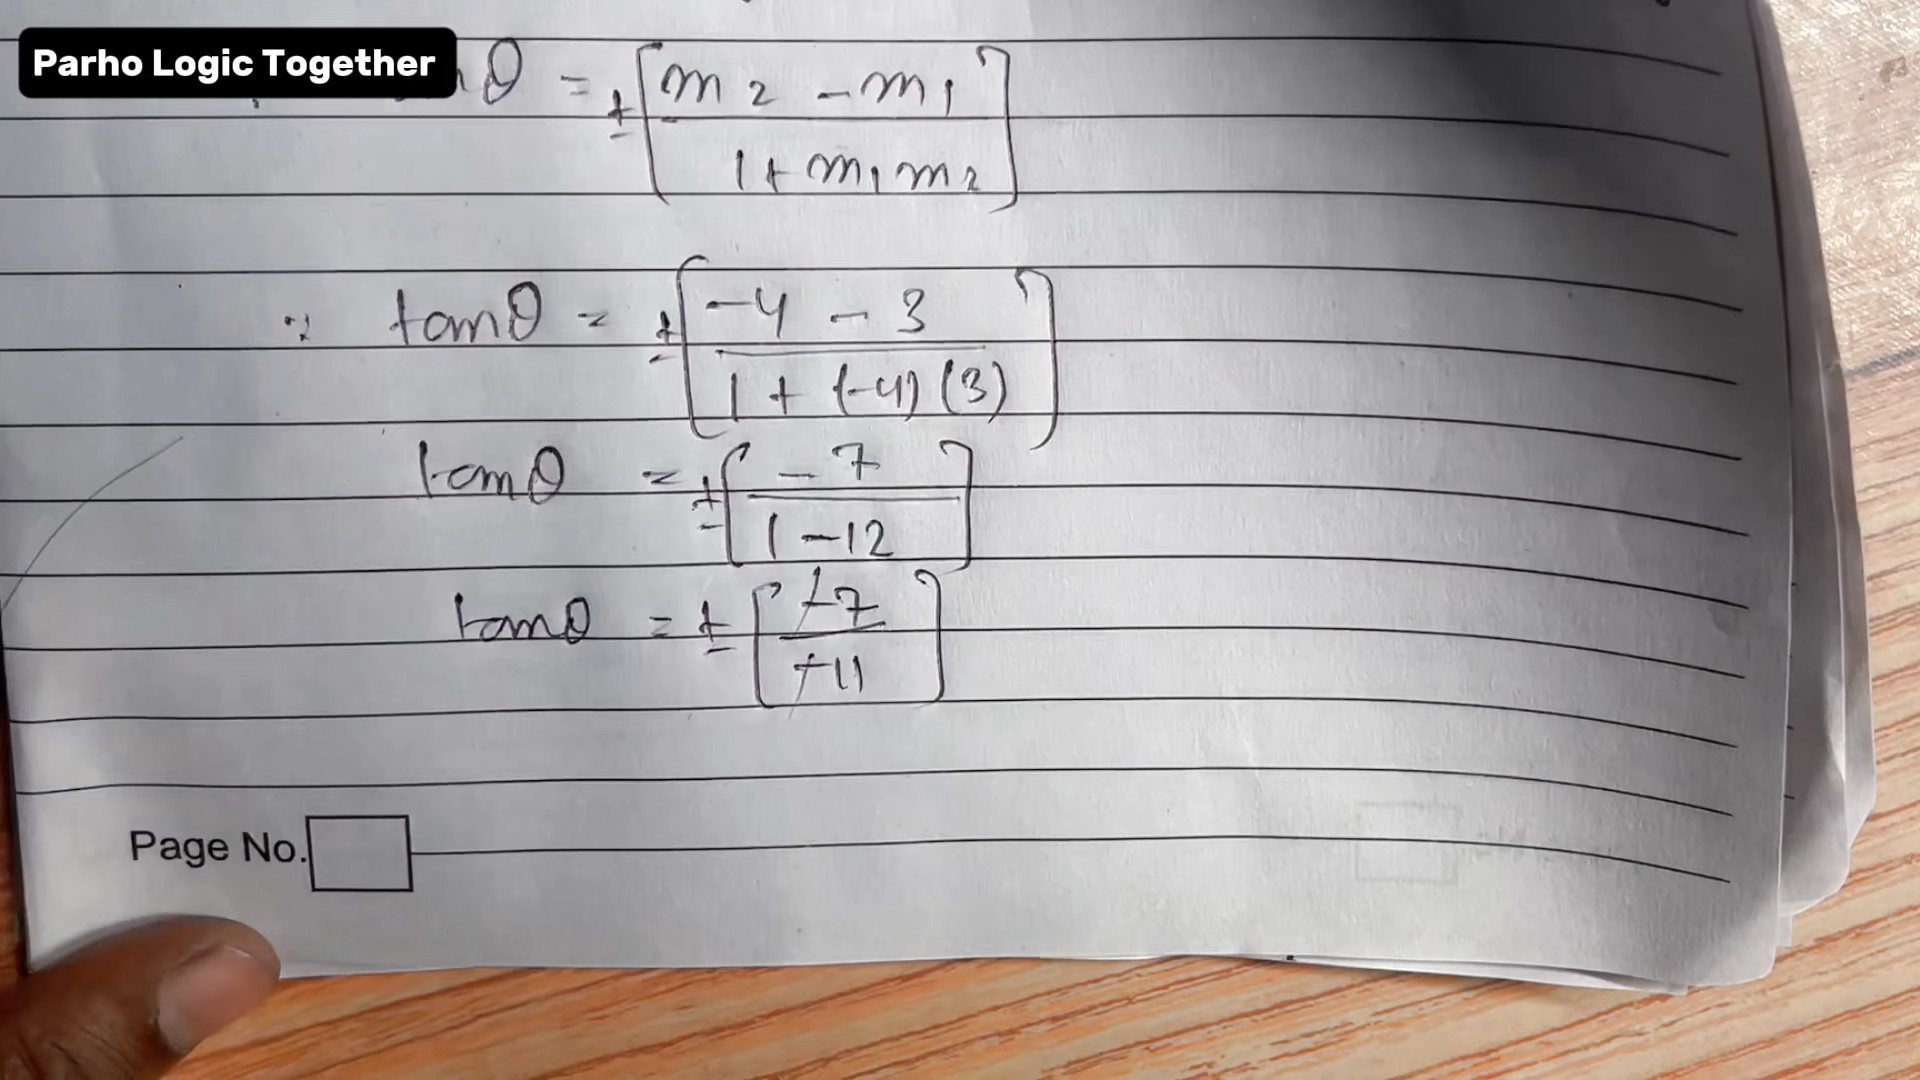 Parho Logic Together
θ = ±[m2 - m1 / 1 + m1m2]
∵ tanθ = ±[-4 - 3 / 1 + (-4)(3)]
tanθ = ±[-7 / 1 - 12]
tanθ = ±[-7 / -11]
Page No.